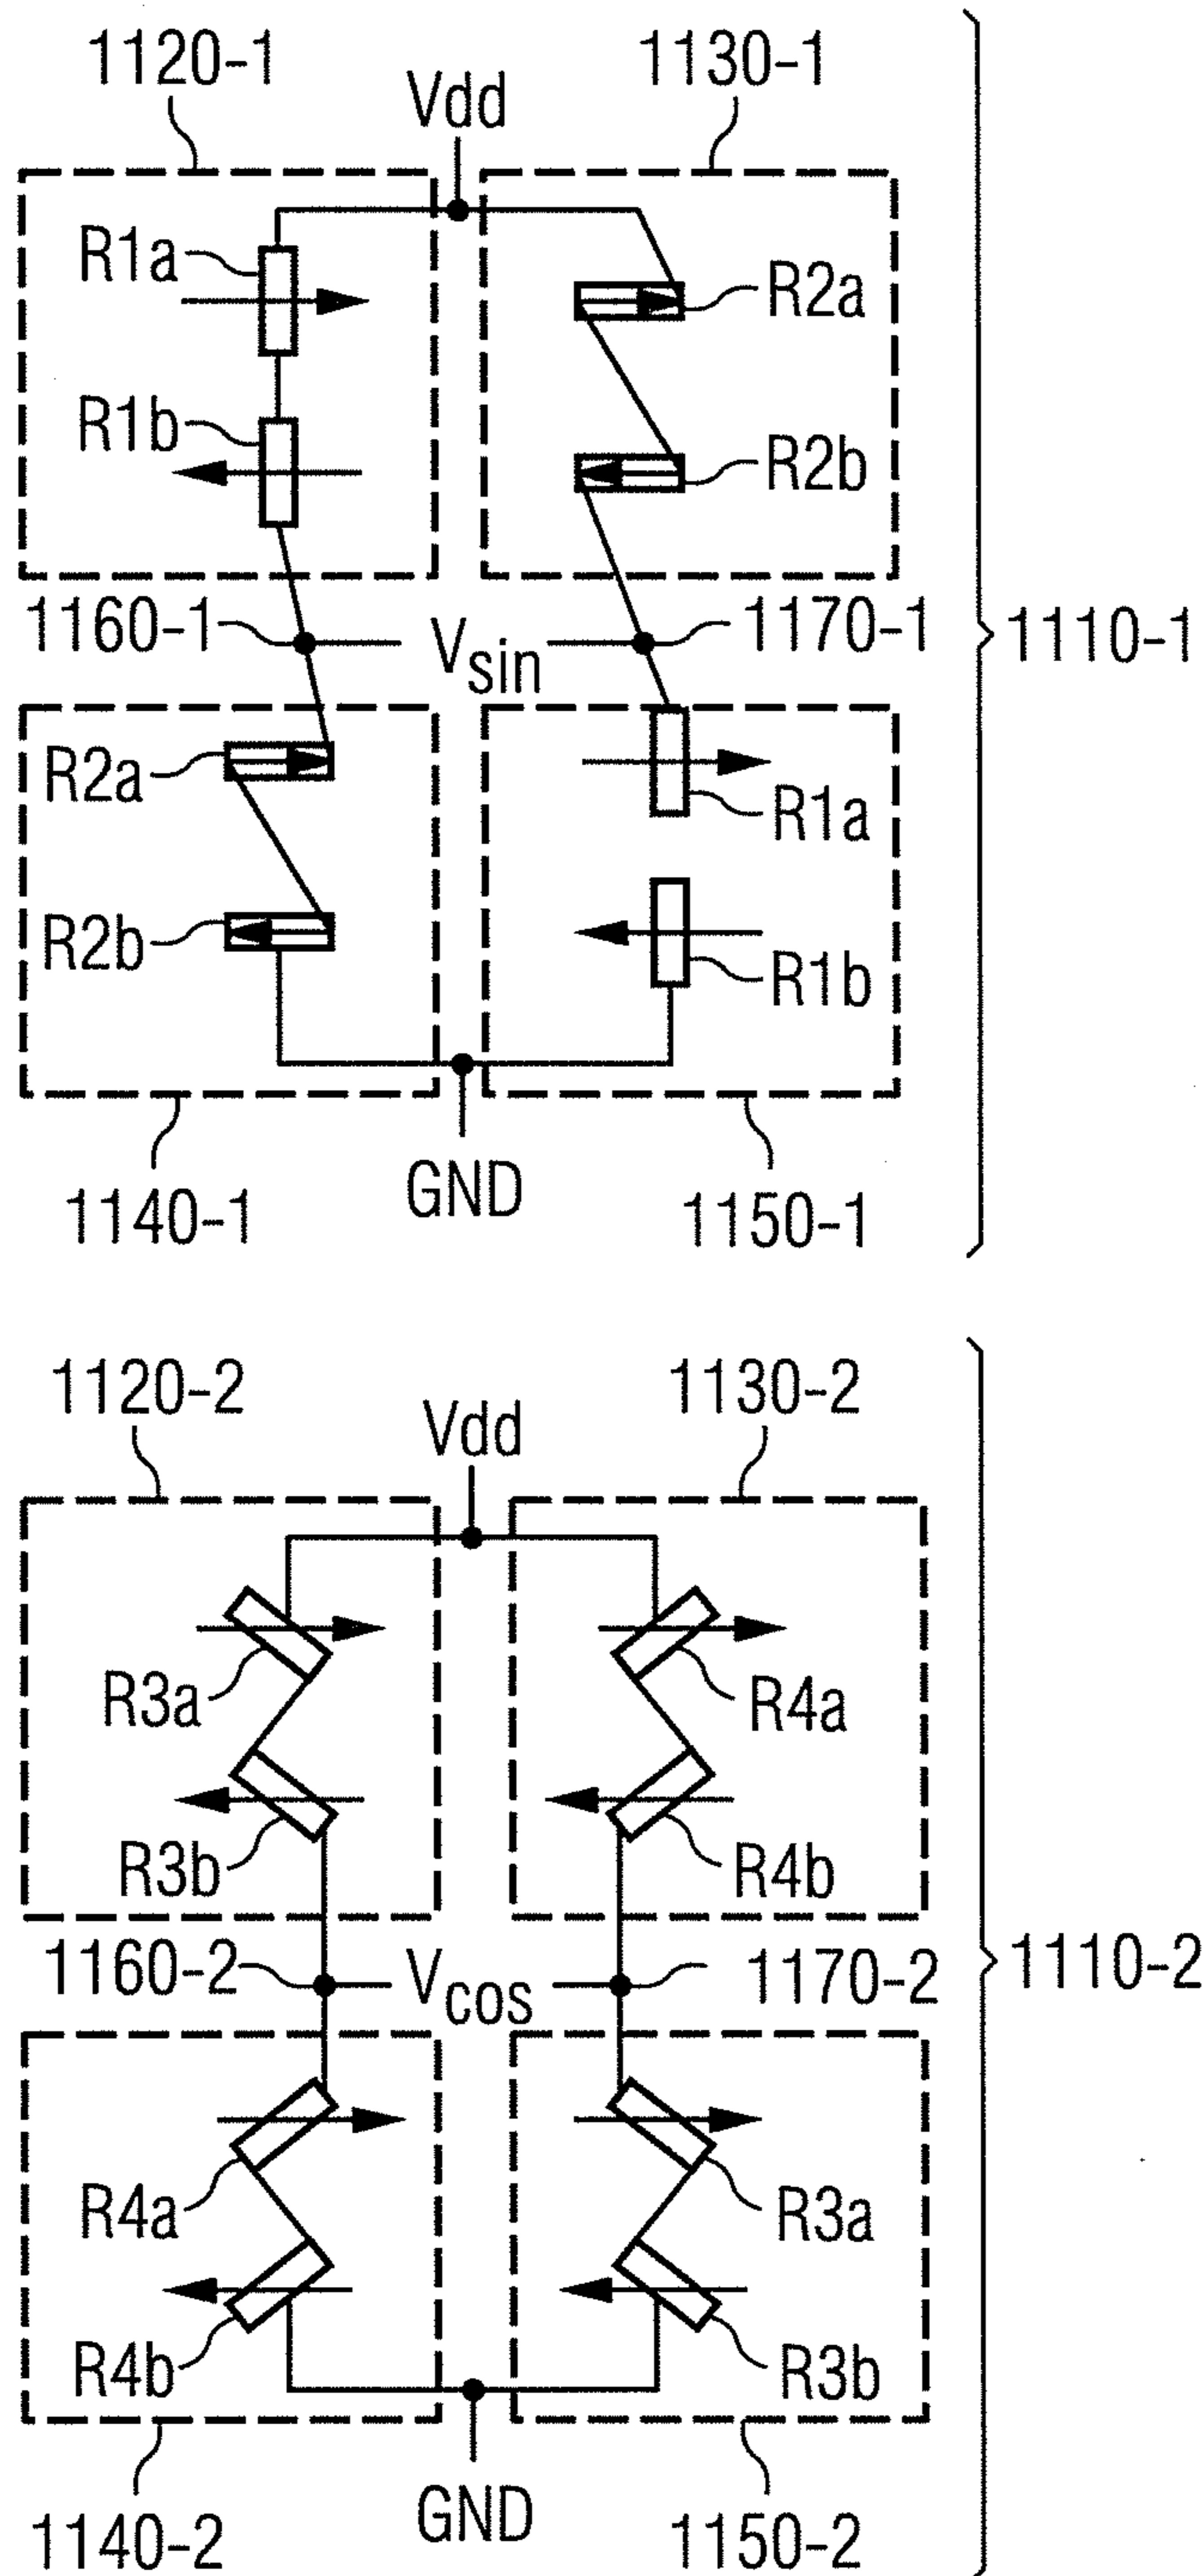 1120-1
1130-1
Vdd
R1a
R2a
R1b
R2b
1160-1
Vsin
1170-1
1110-1
R2a
R1a
R2b
R1b
GND
1140-1
1150-1
1120-2
1130-2
Vdd
R3a
R4a
R3b
R4b
1160-2
Vcos
1170-2
1110-2
R4a
R3a
R4b
R3b
GND
1140-2
1150-2